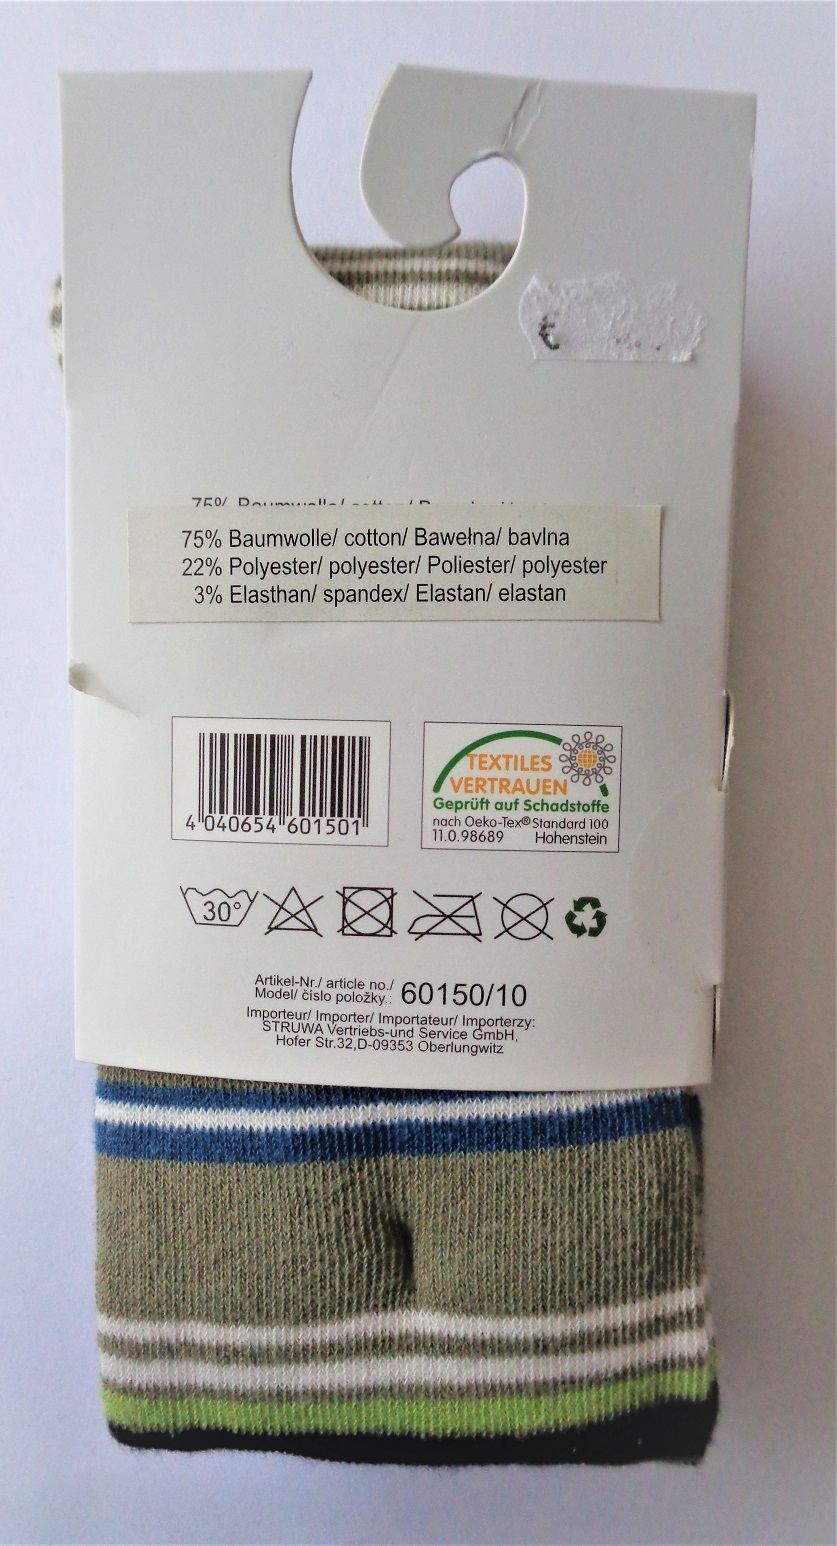 €
75% Baumwolle/
75% Baumwolle/ cotton/ Bawełna/ bavlna
22% Polyester/ polyester/ Poliester/ polyester
3% Elasthan/ spandex/ Elastan/ elastan
4 040654 601501
TEXTILES
VERTRAUEN
Geprüft auf Schadstoffe
nach Oeko-Tex® Standard 100
11.0.98689 Hohenstein
30°
Artikel-Nr./ article no./
Model/ číslo položky.: 60150/10
Importeur/ Importer/ Importateur/ Importerzy:
STRUWA Vertriebs-und Service GmbH,
Hofer Str.32,D-09353 Oberlungwitz